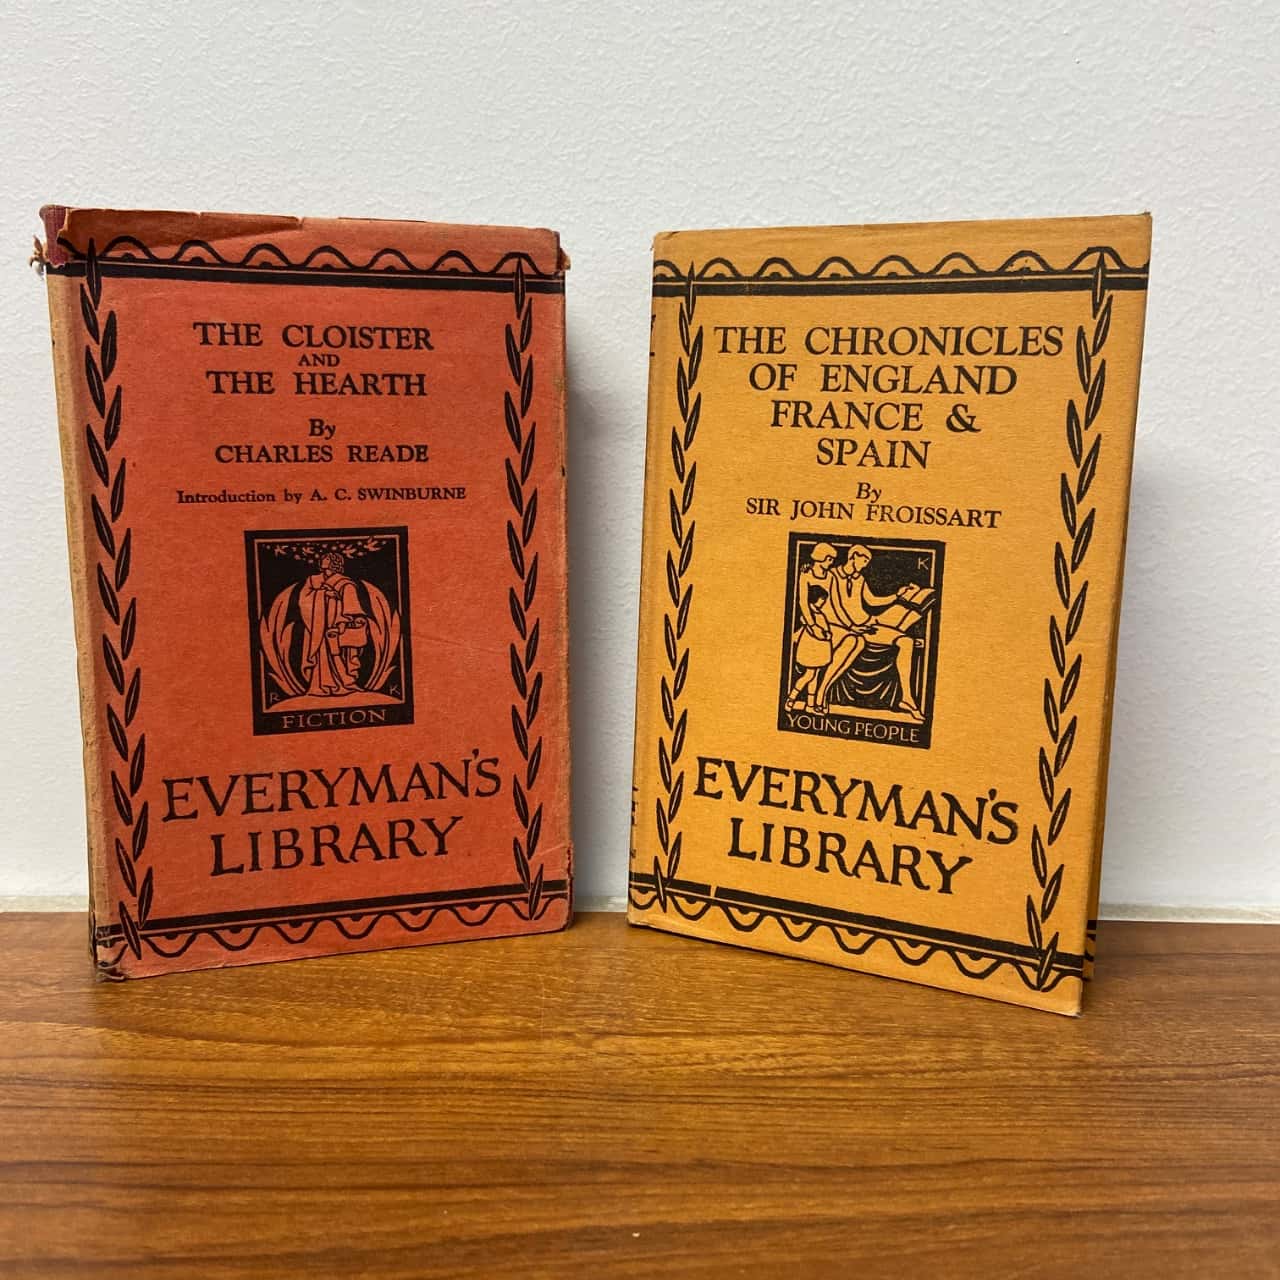 THE CLOISTER
AND
THE HEARTH
By
CHARLES READE
Introduction by A. C. SWINBURNE
K
R K
FICTION
EVERYMAN'S
LIBRARY
THE CHRONICLES
OF ENGLAND
FRANCE &
SPAIN
By
SIR JOHN FROISSART
K
YOUNG PEOPLE
EVERYMAN'S
LIBRARY